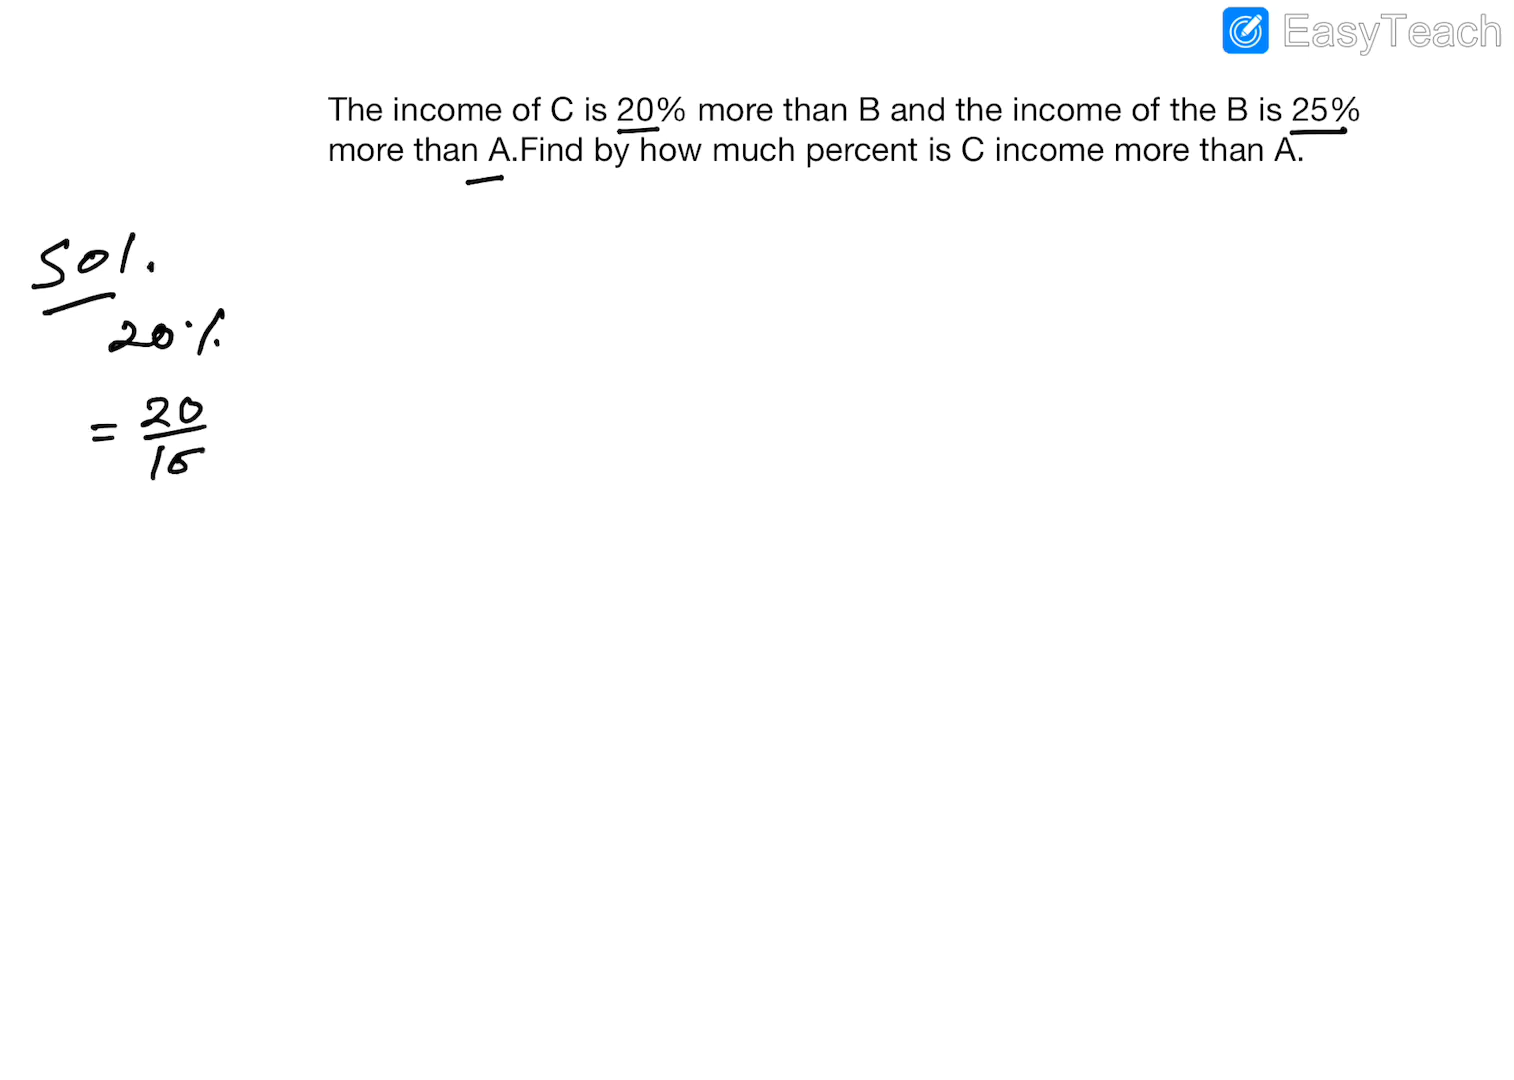 EasyTeach
The income of C is 20% more than B and the income of the B is 25%
more than A.Find by how much percent is C income more than A.
Sol.
20%
= 20
10